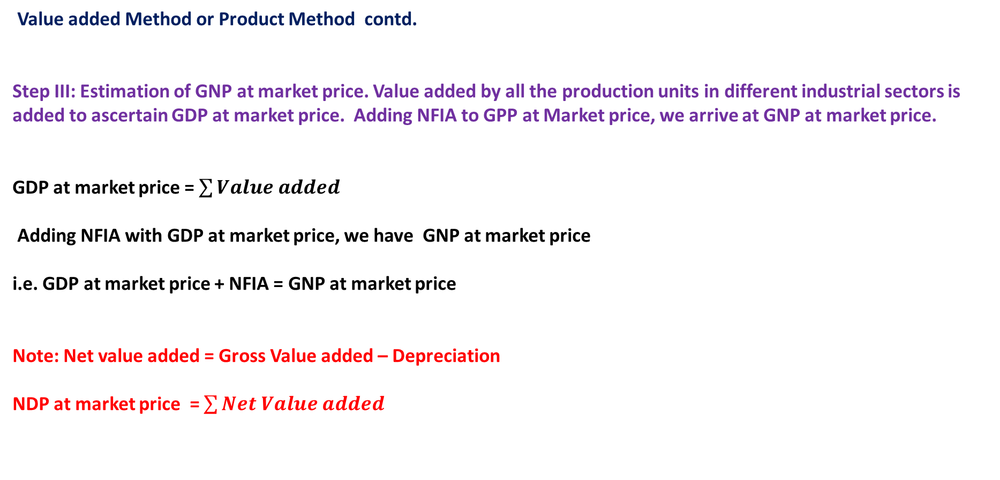 Value added Method or Product Method contd.
Step III: Estimation of GNP at market price. Value added by all the production units in different industrial sectors is
added to ascertain GDP at market price. Adding NFIA to GPP at Market price, we arrive at GNP at market price.
GDP at market price = ∑ Value added
Adding NFIA with GDP at market price, we have GNP at market price
i.e. GDP at market price + NFIA = GNP at market price
Note: Net value added = Gross Value added – Depreciation
NDP at market price = ∑ Net Value added